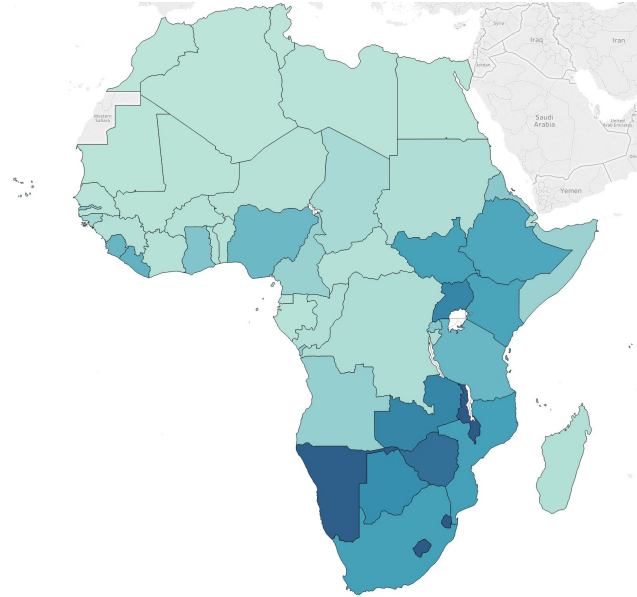 Syria
Iraq
Iran
Jordan
Saudi
Arabia
United
Arab Emirates
Western
Sahara
Yemen